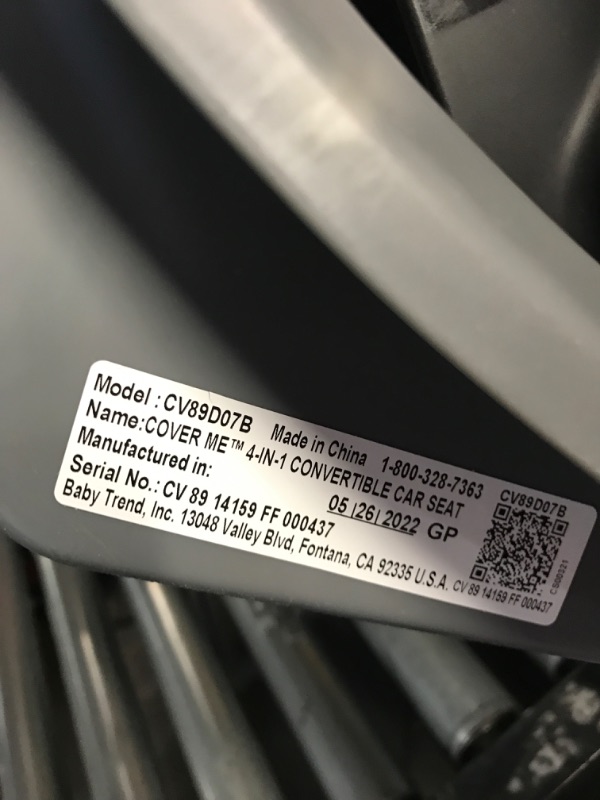 Model : CV89D07B Made in China 1-800-328-7363 CV89D07B
Name:COVER ME™ 4-IN-1 CONVERTIBLE CAR SEAT
Manufactured in: 05 | 26 | 2022 GP
Serial No.: CV 89 14159 FF 000437
Baby Trend, Inc. 13048 Valley Blvd, Fontana, CA 92335 U.S.A. CV 89 14159 FF 000437
CS00321